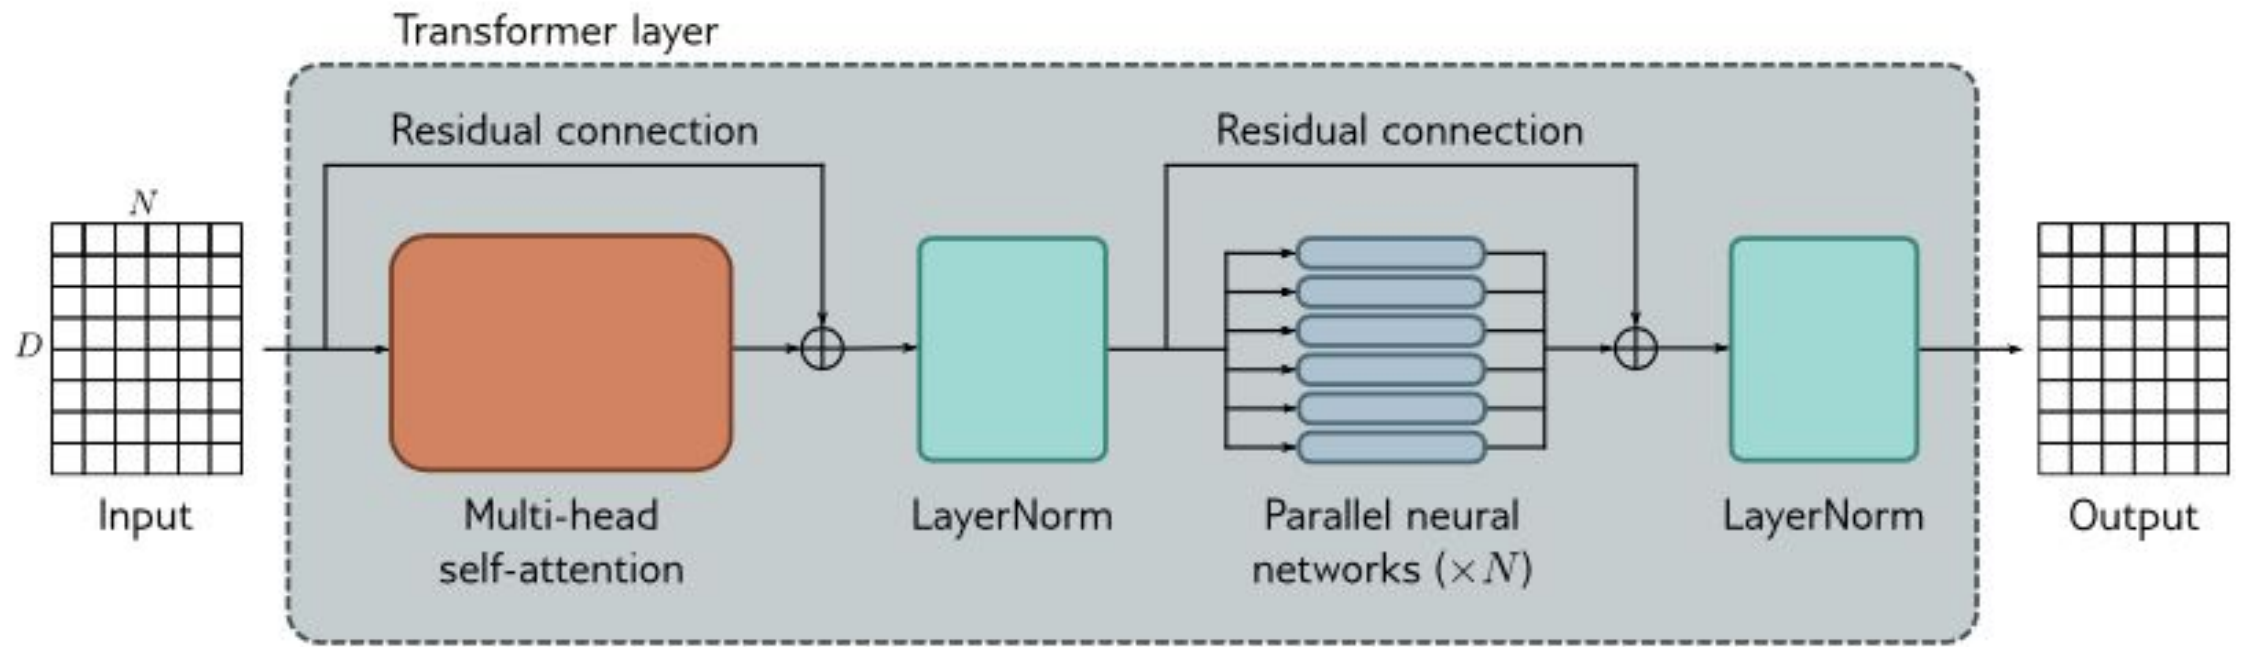 Transformer layer
Residual connection
Residual connection
N
D
Input
Multi-head
self-attention
LayerNorm
Parallel neural
networks (×N)
LayerNorm
Output